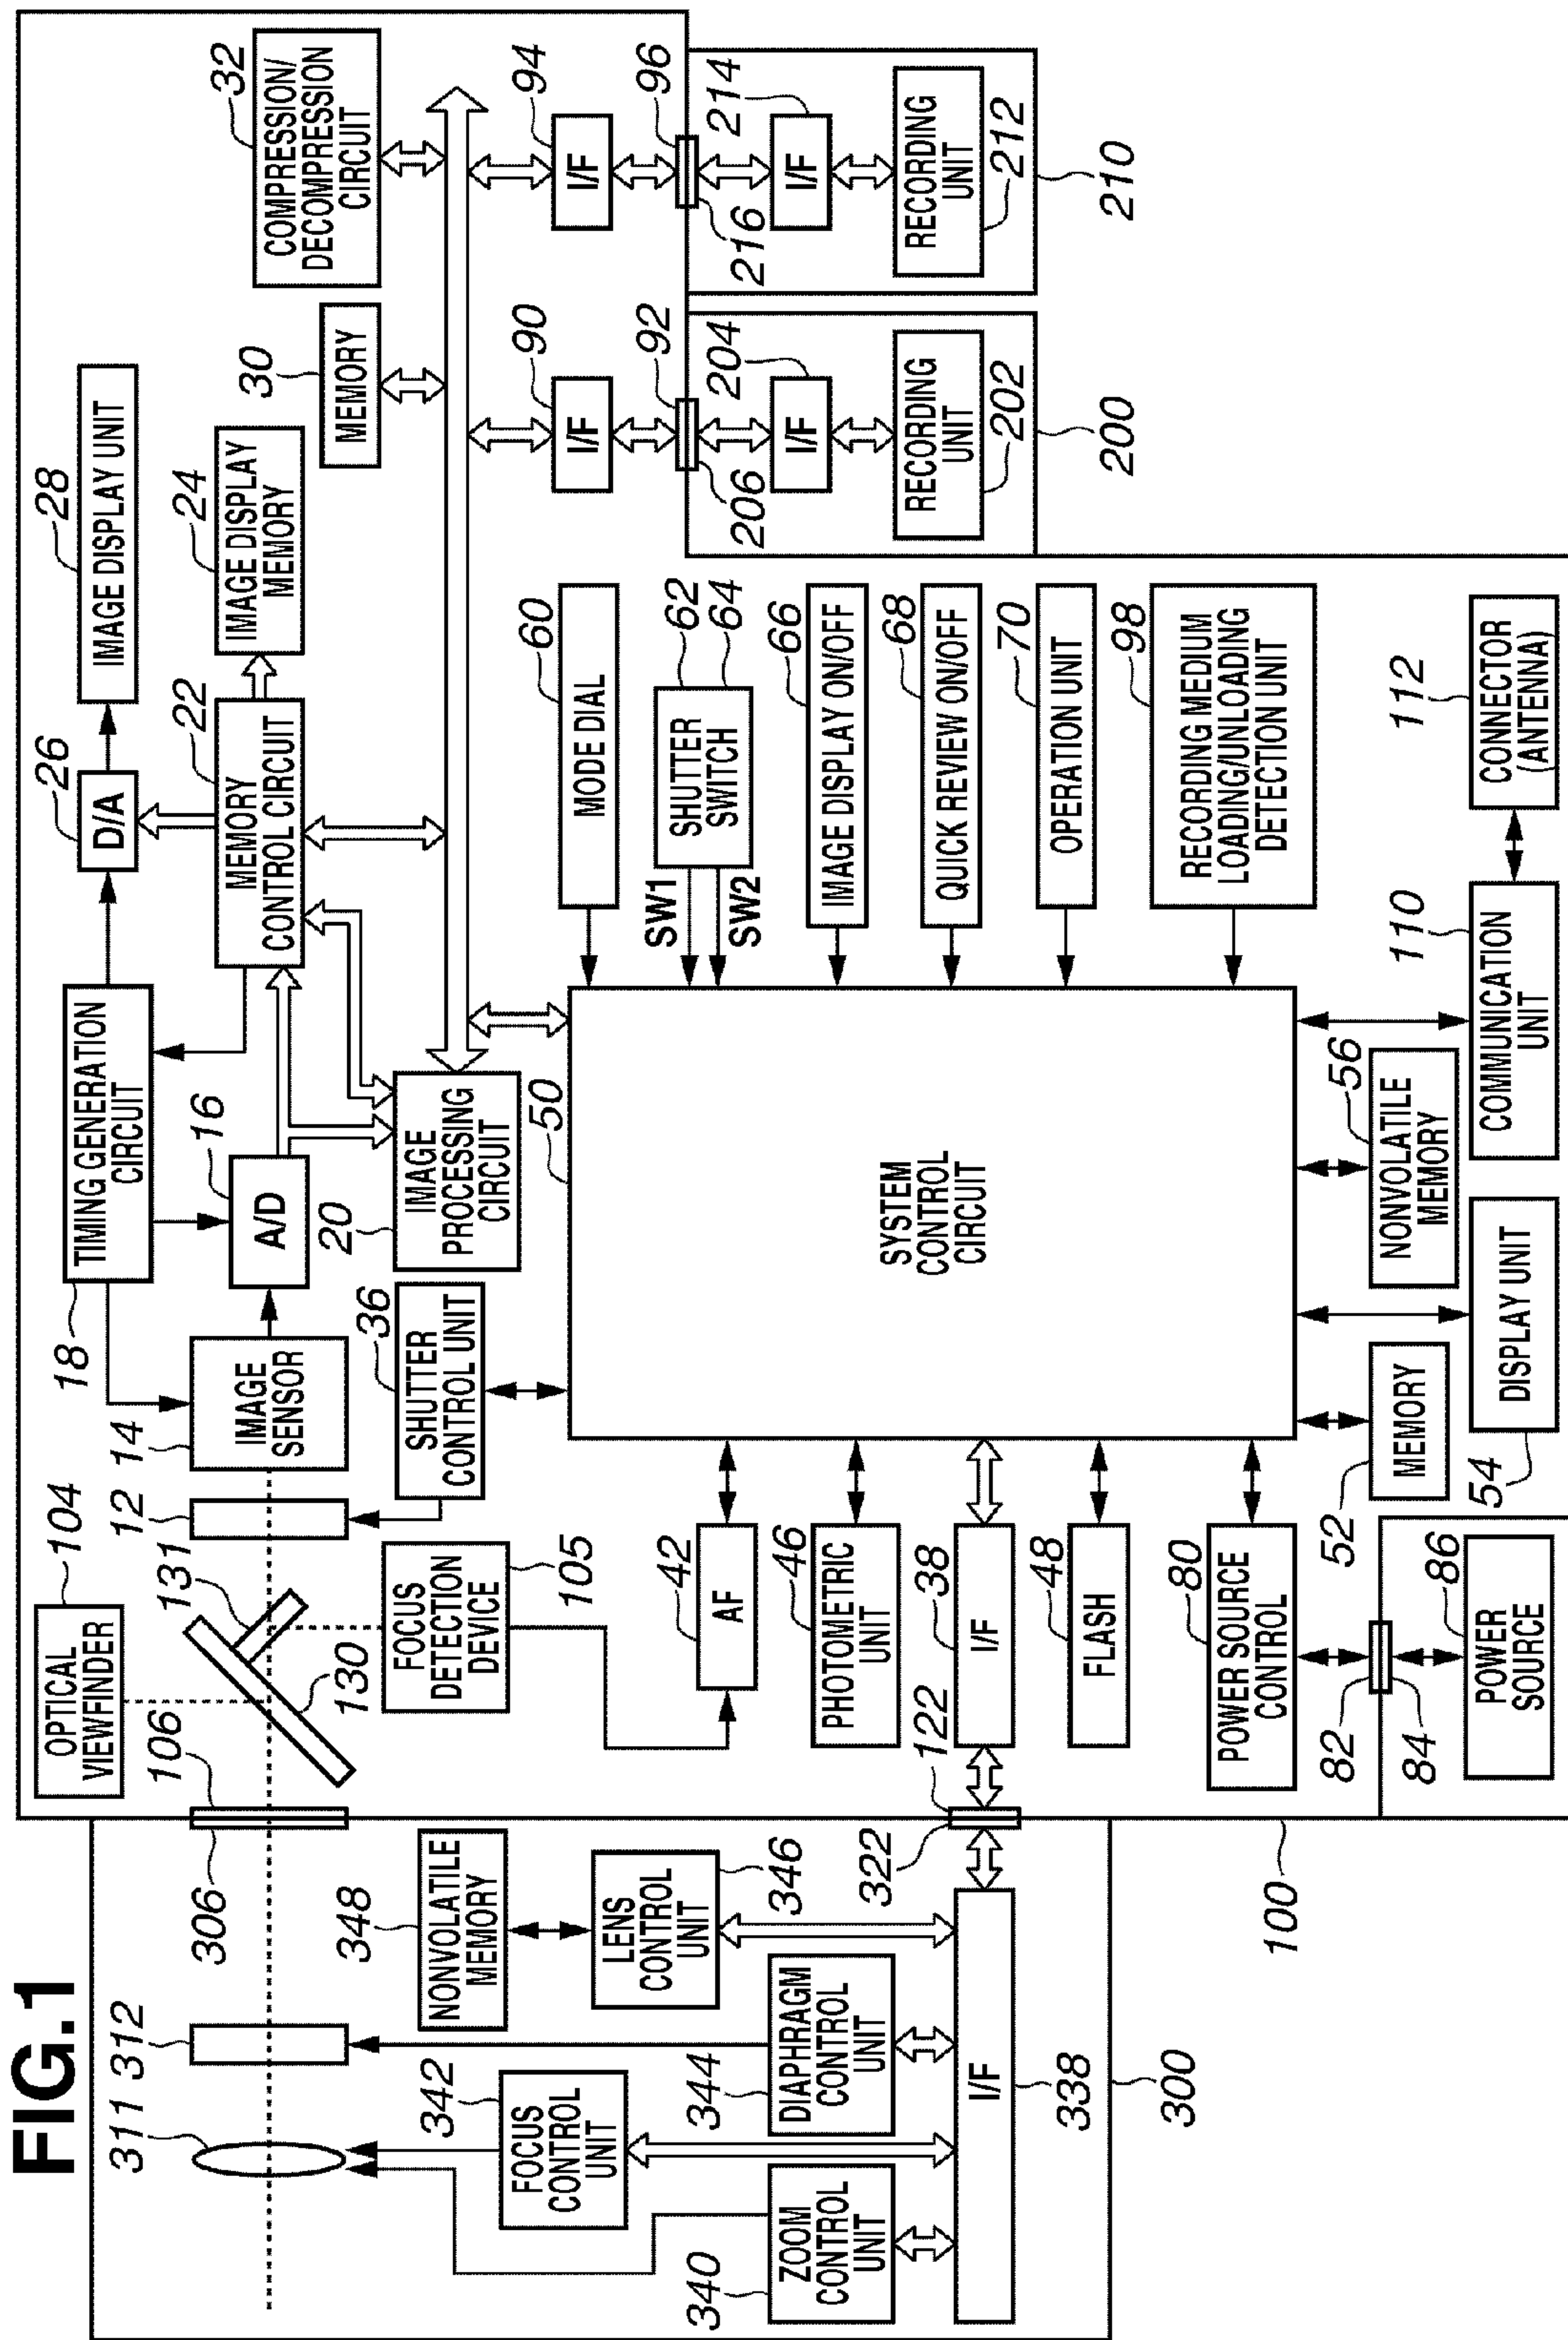 FIG.1
311
312
306
106
OPTICAL
VIEWFINDER
104
131
130
12
14
IMAGE
SENSOR
18
TIMING GENERATION
CIRCUIT
16
A/D
26
D/A
28
IMAGE DISPLAY UNIT
22
MEMORY
CONTROL CIRCUIT
24
IMAGE DISPLAY
MEMORY
30
MEMORY
32
COMPRESSION/
DECOMPRESSION
CIRCUIT
20
IMAGE
PROCESSING
CIRCUIT
36
SHUTTER
CONTROL UNIT
FOCUS
DETECTION
DEVICE
105
348
NONVOLATILE
MEMORY
LENS
CONTROL
UNIT
346
342
FOCUS
CONTROL
UNIT
344
DIAPHRAGM
CONTROL
UNIT
340
ZOOM
CONTROL
UNIT
I/F
338
300
322
122
I/F
38
42
AF
46
PHOTOMETRIC
UNIT
48
FLASH
80
POWER SOURCE
CONTROL
82
84
86
POWER
SOURCE
100
50
SYSTEM
CONTROL
CIRCUIT
52
MEMORY
54
DISPLAY UNIT
56
NONVOLATILE
MEMORY
110
COMMUNICATION
UNIT
112
CONNECTOR
(ANTENNA)
60
MODE DIAL
62
64
SHUTTER
SWITCH
SW1
SW2
66
IMAGE DISPLAY ON/OFF
68
QUICK REVIEW ON/OFF
70
OPERATION UNIT
98
RECORDING MEDIUM
LOADING/UNLOADING
DETECTION UNIT
90
I/F
92
206
204
I/F
RECORDING
UNIT
202
200
94
I/F
96
216
214
I/F
RECORDING
UNIT
212
210